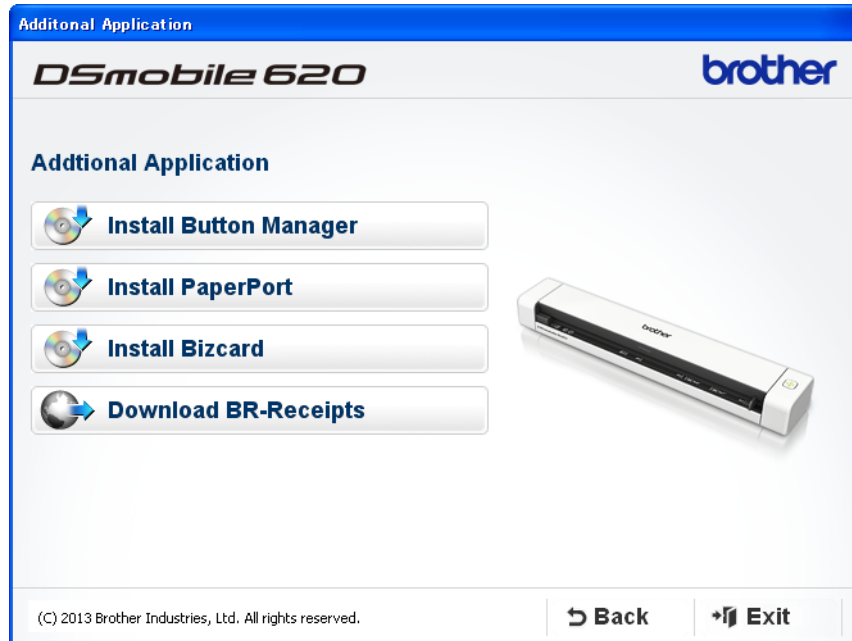 Additonal Application
DSmobile 620
brother
Addtional Application
Install Button Manager
Install PaperPort
Install Bizcard
Download BR-Receipts
brother
(C) 2013 Brother Industries, Ltd. All rights reserved.
Back
Exit